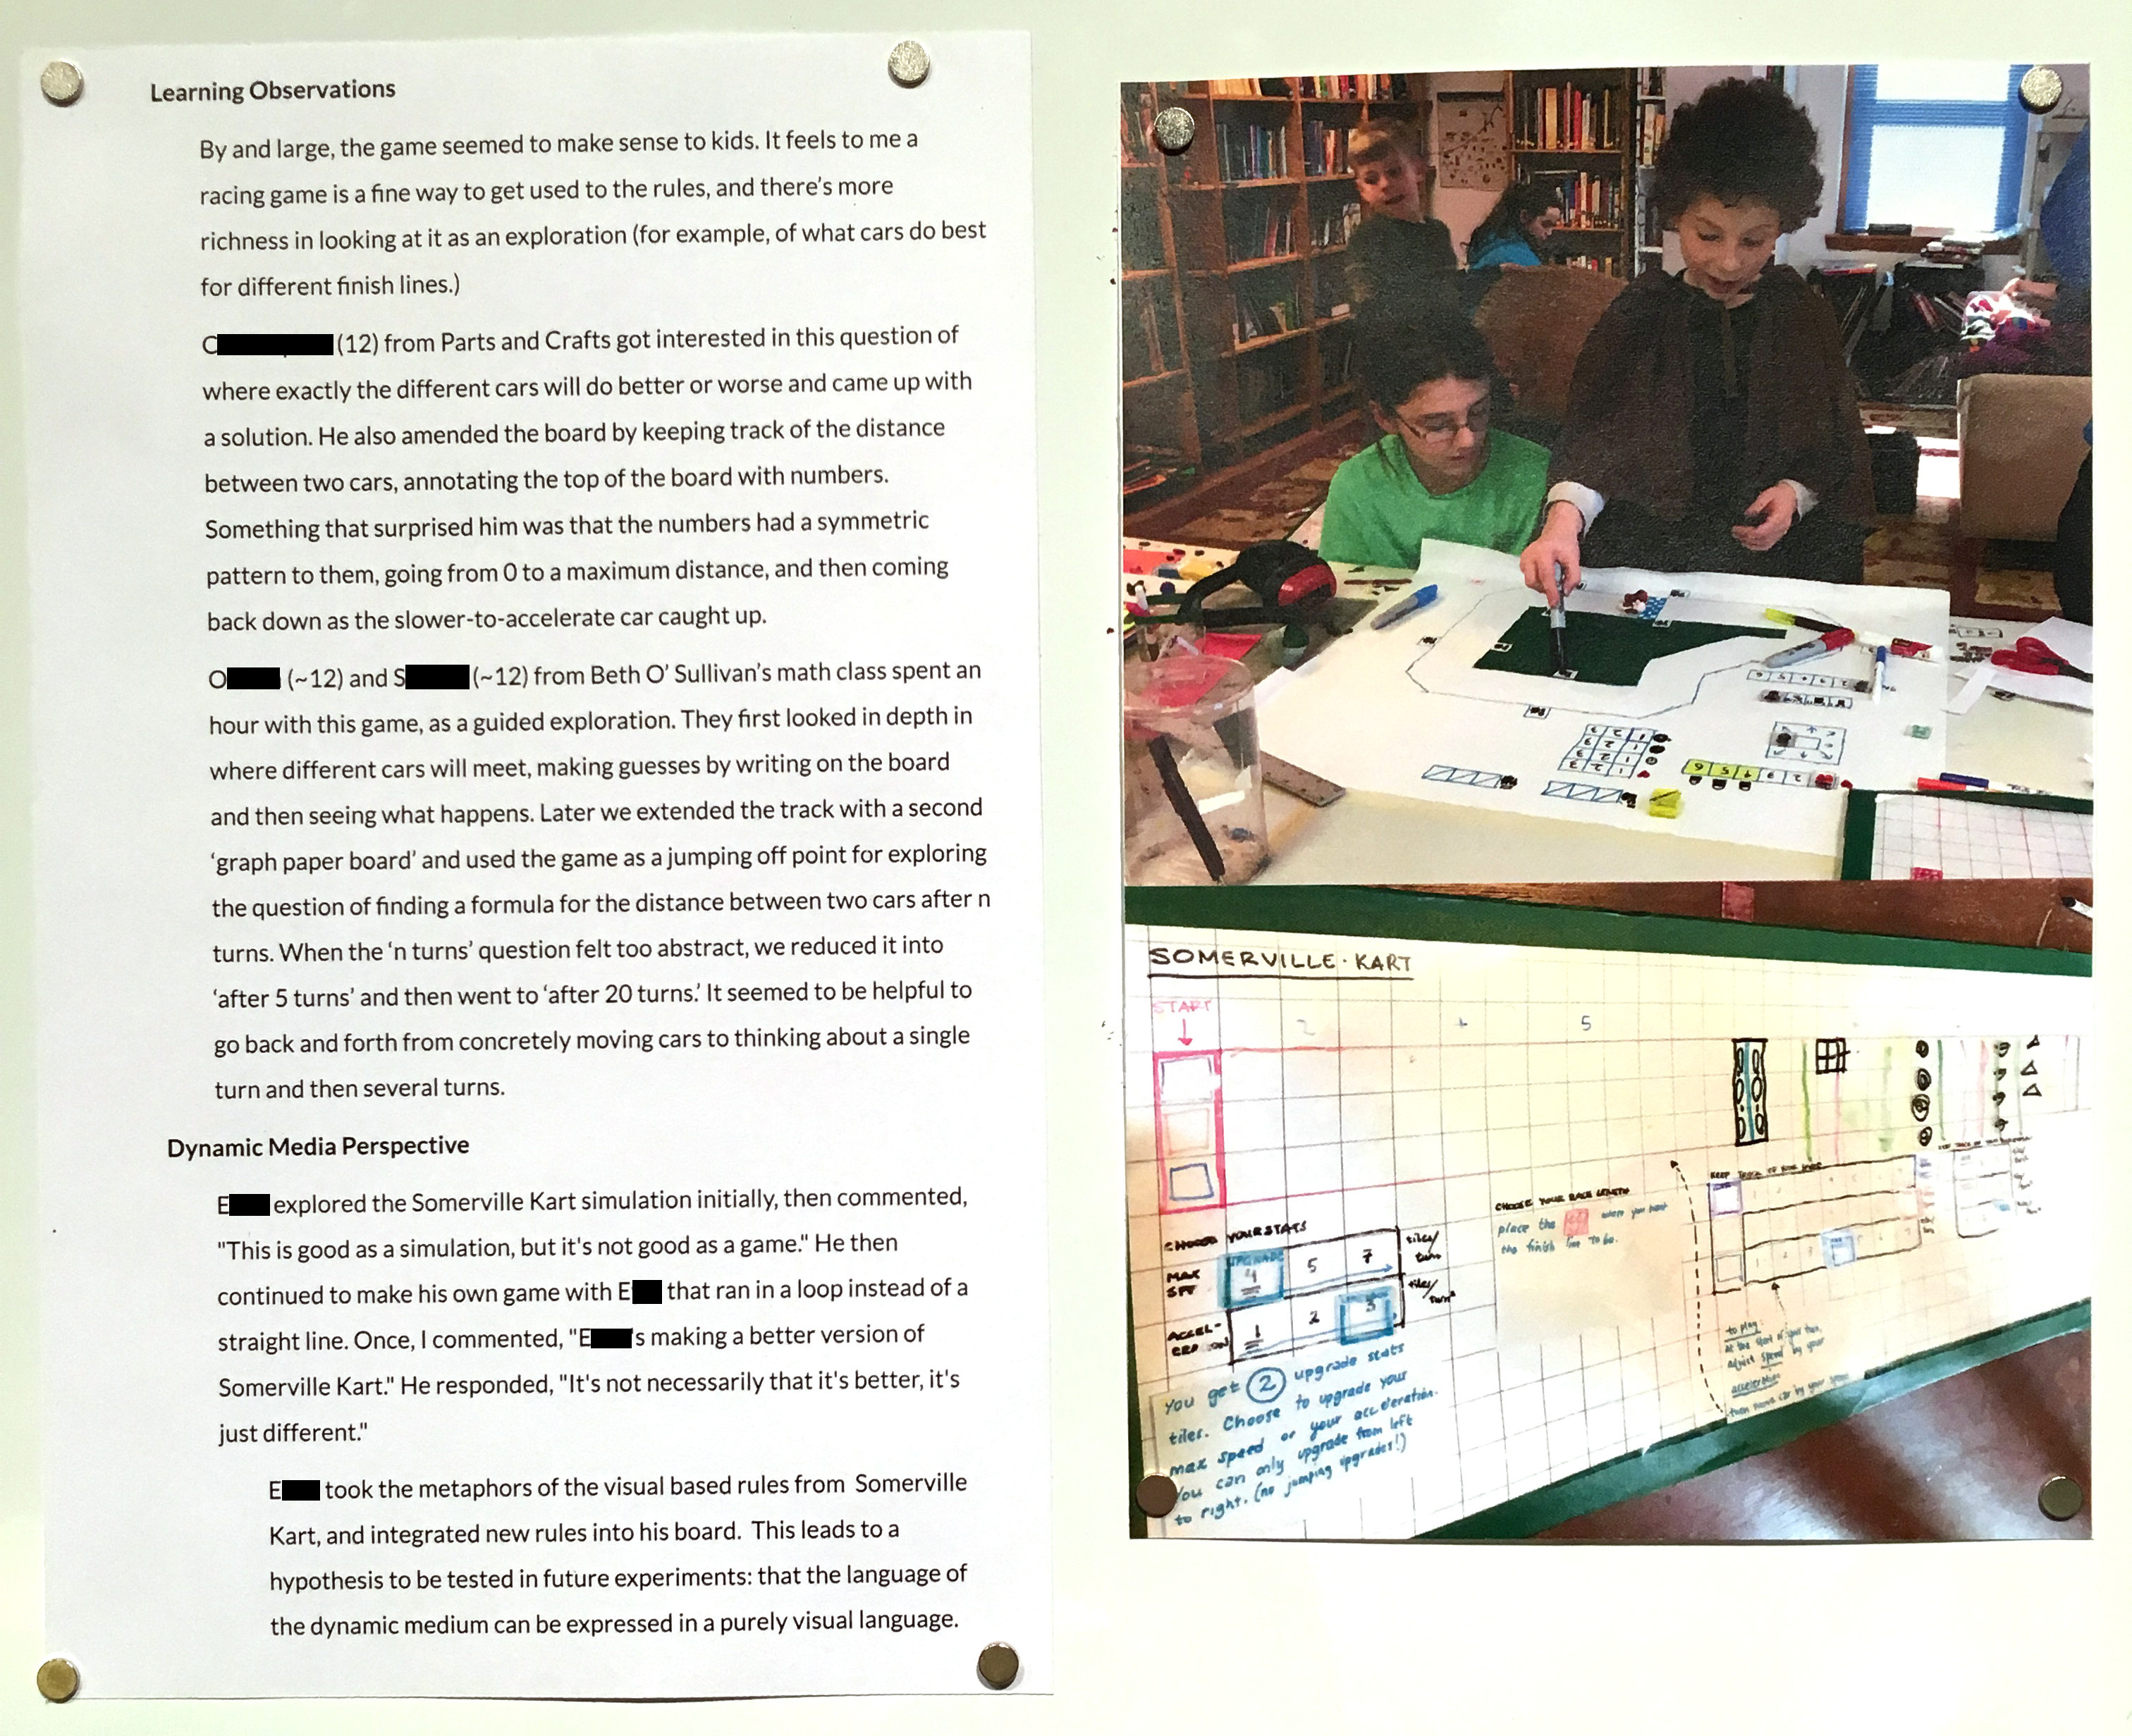 Learning Observations
By and large, the game seemed to make sense to kids. It feels to me a
racing game is a fine way to get used to the rules, and there's more
richness in looking at it as an exploration (for example, of what cars do best
for different finish lines.)
C (12) from Parts and Crafts got interested in this question of
where exactly the different cars will do better or worse and came up with
a solution. He also amended the board by keeping track of the distance
between two cars, annotating the top of the board with numbers.
Something that surprised him was that the numbers had a symmetric
pattern to them, going from 0 to a maximum distance, and then coming
back down as the slower-to-accelerate car caught up.
O (~12) and S (~12) from Beth O' Sullivan's math class spent an
hour with this game, as a guided exploration. They first looked in depth in
where different cars will meet, making guesses by writing on the board
and then seeing what happens. Later we extended the track with a second
'graph paper board' and used the game as a jumping off point for exploring
the question of finding a formula for the distance between two cars after n
turns. When the 'n turns' question felt too abstract, we reduced it into
'after 5 turns' and then went to 'after 20 turns.' It seemed to be helpful to
go back and forth from concretely moving cars to thinking about a single
turn and then several turns.
Dynamic Media Perspective
E explored the Somerville Kart simulation initially, then commented,
"This is good as a simulation, but it's not good as a game." He then
continued to make his own game with E that ran in a loop instead of a
straight line. Once, I commented, "E's making a better version of
Somerville Kart." He responded, "It's not necessarily that it's better, it's
just different."
E took the metaphors of the visual based rules from Somerville
Kart, and integrated new rules into his board. This leads to a
hypothesis to be tested in future experiments: that the language of
the dynamic medium can be expressed in a purely visual language.
SOMERVILLE · KART
START
2 + 5
CHOOSE YOUR STATS
UPGRADE
4 5 7 tiles/
turn
ACCEL-
1 2 3 tiles/
You get 2 upgrade stats
tiles. Choose to upgrade your
max speed or your acceleration.
You can only upgrade from left
to right. (no jumping upgrades!)
CHOOSE YOUR RACE LENGTH
place the where you want
the finish line to be.
KEEP TRACK OF
to play:
at the start of your turn,
adjust speed by your
acceleration
then move car by your